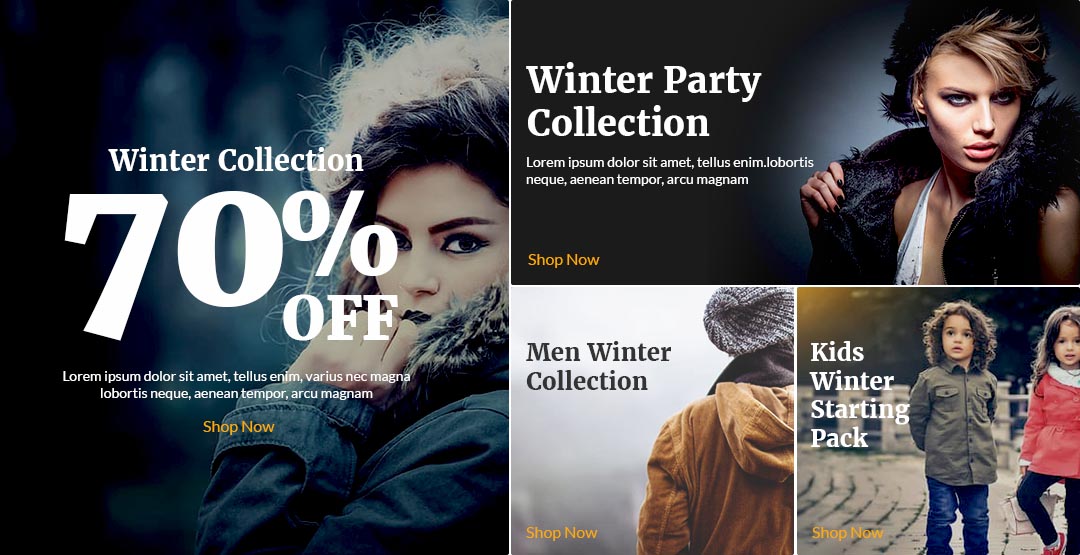 Winter Collection
70%
OFF
Lorem ipsum dolor sit amet, tellus enim, varius nec magna
lobortis neque, aenean tempor, arcu magnam
Shop Now
Winter Party
Collection
Lorem ipsum dolor sit amet, tellus enim.lobortis
neque, aenean tempor, arcu magnam
Shop Now
Men Winter
Collection
Shop Now
Kids
Winter
Starting
Pack
Shop Now